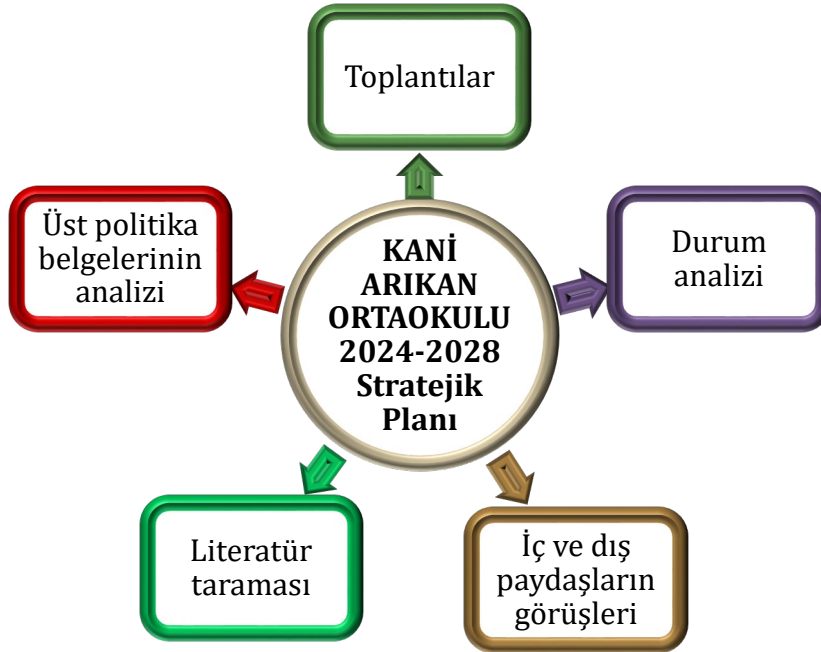 Toplantılar
Üst politika
belgelerinin
analizi
KANİ
ARIKAN
ORTAOKULU
2024-2028
Stratejik
Planı
Durum
analizi
Literatür
taraması
İç ve dış
paydaşların
görüşleri